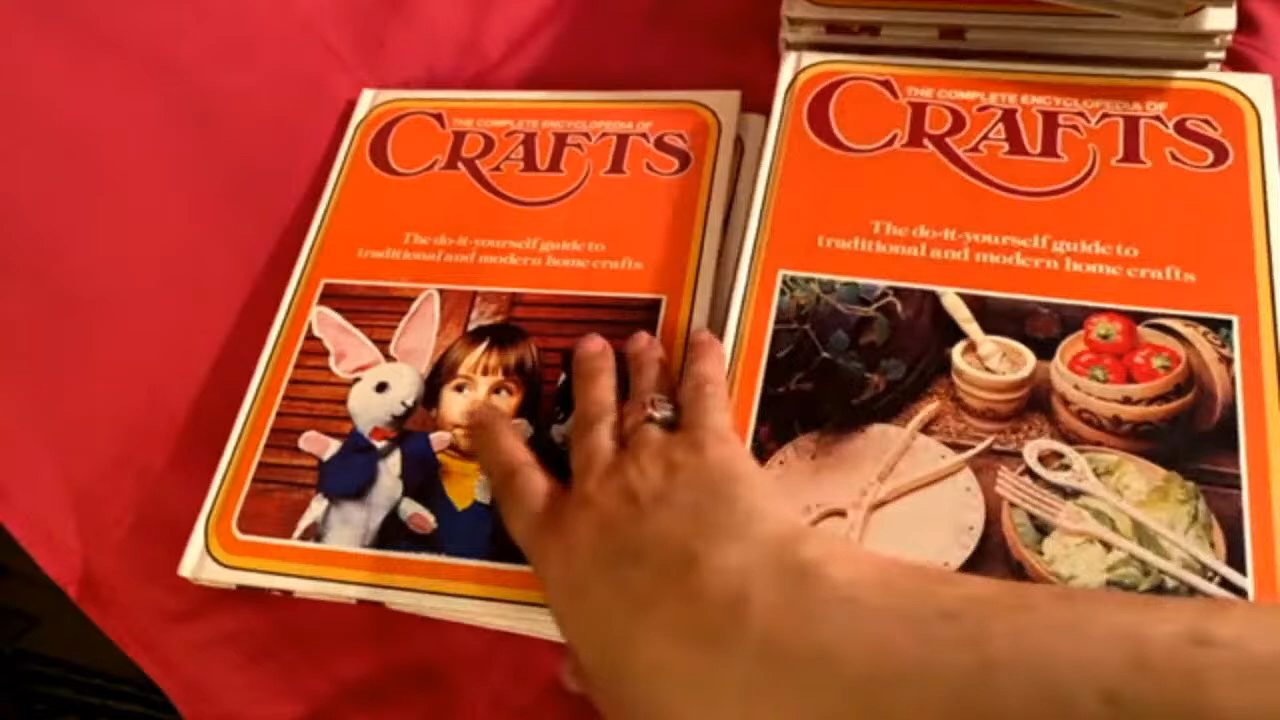 THE COMPLETE ENCYCLOPEDIA OF
CRAFTS
The do-it-yourself guide to
traditional and modern home crafts
THE COMPLETE ENCYCLOPEDIA OF
CRAFTS
The do-it-yourself guide to
traditional and modern home crafts